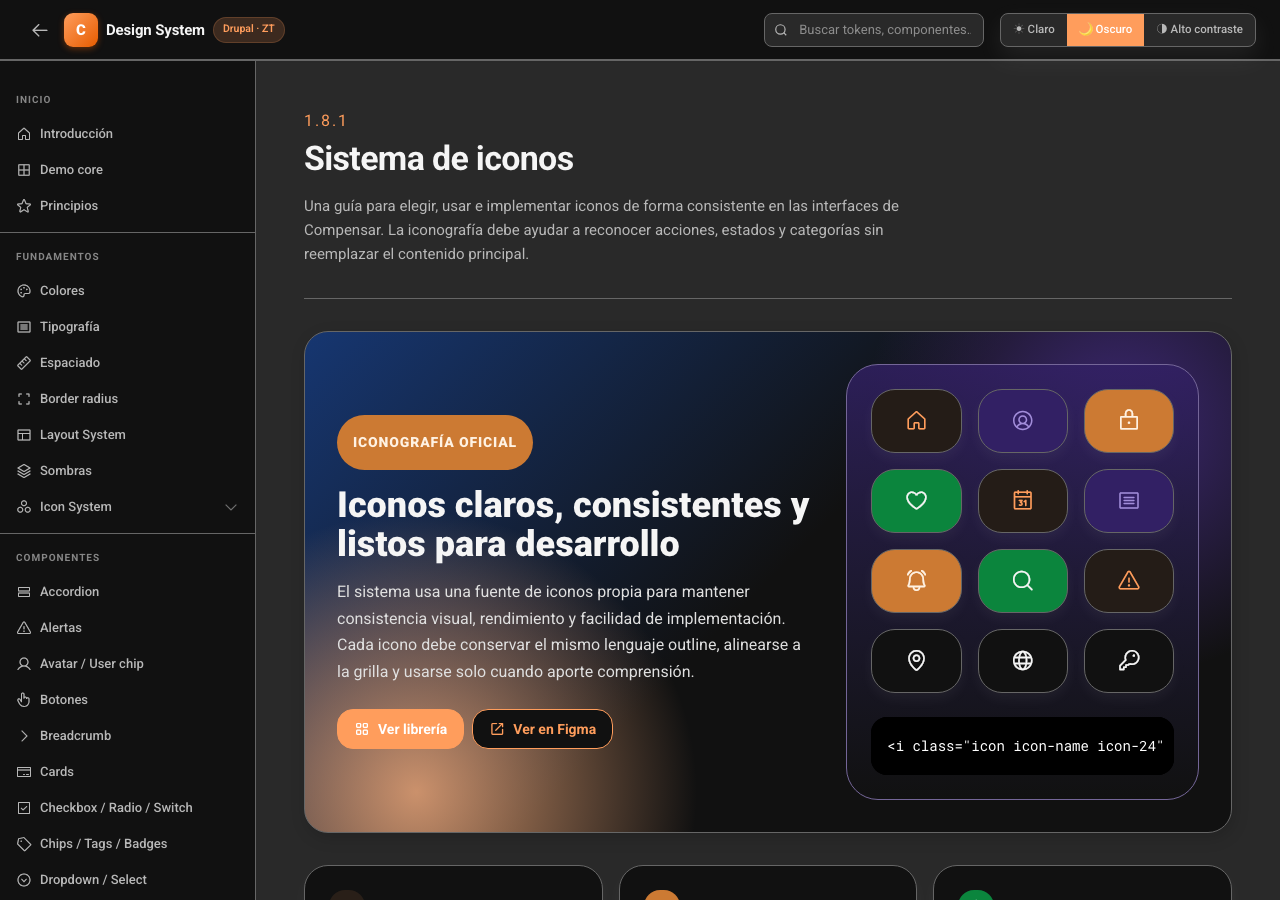 C Design System Drupal · ZT
Buscar tokens, componentes..
Claro Oscuro Alto contraste
INICIO
Introducción
Demo core
Principios
FUNDAMENTOS
Colores
Tipografía
Espaciado
Border radius
Layout System
Sombras
Icon System
COMPONENTES
Accordion
Alertas
Avatar / User chip
Botones
Breadcrumb
Cards
Checkbox / Radio / Switch
Chips / Tags / Badges
Dropdown / Select
1.8.1
Sistema de iconos
Una guía para elegir, usar e implementar iconos de forma consistente en las interfaces de
Compensar. La iconografía debe ayudar a reconocer acciones, estados y categorías sin
reemplazar el contenido principal.
ICONOGRAFÍA OFICIAL
Iconos claros, consistentes y
listos para desarrollo
El sistema usa una fuente de iconos propia para mantener
consistencia visual, rendimiento y facilidad de implementación.
Cada icono debe conservar el mismo lenguaje outline, alinearse a
la grilla y usarse solo cuando aporte comprensión.
Ver librería
Ver en Figma
31
<i class="icon icon-name icon-24"